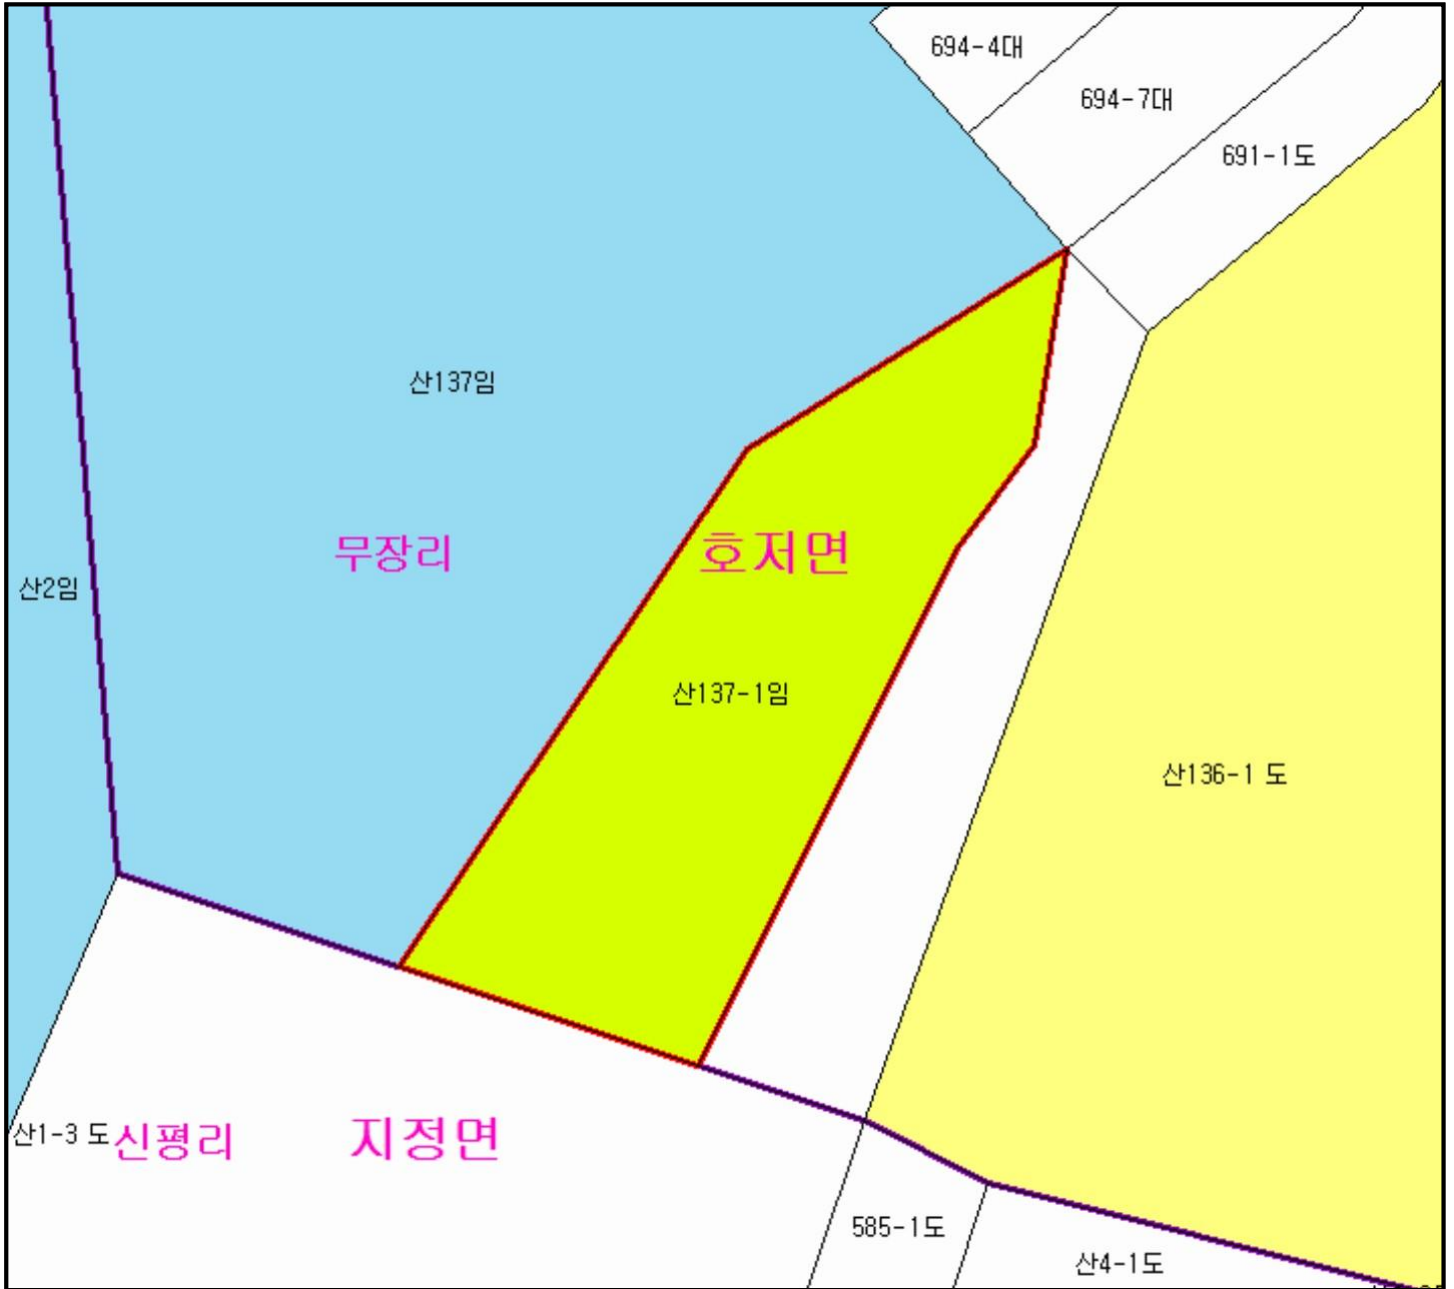 694-4대
694-7대
691-1도
산137임
무장리
호저면
산2임
산137-1임
산136-1 도
산1-3 도
신평리
지정면
585-1도
산4-1도